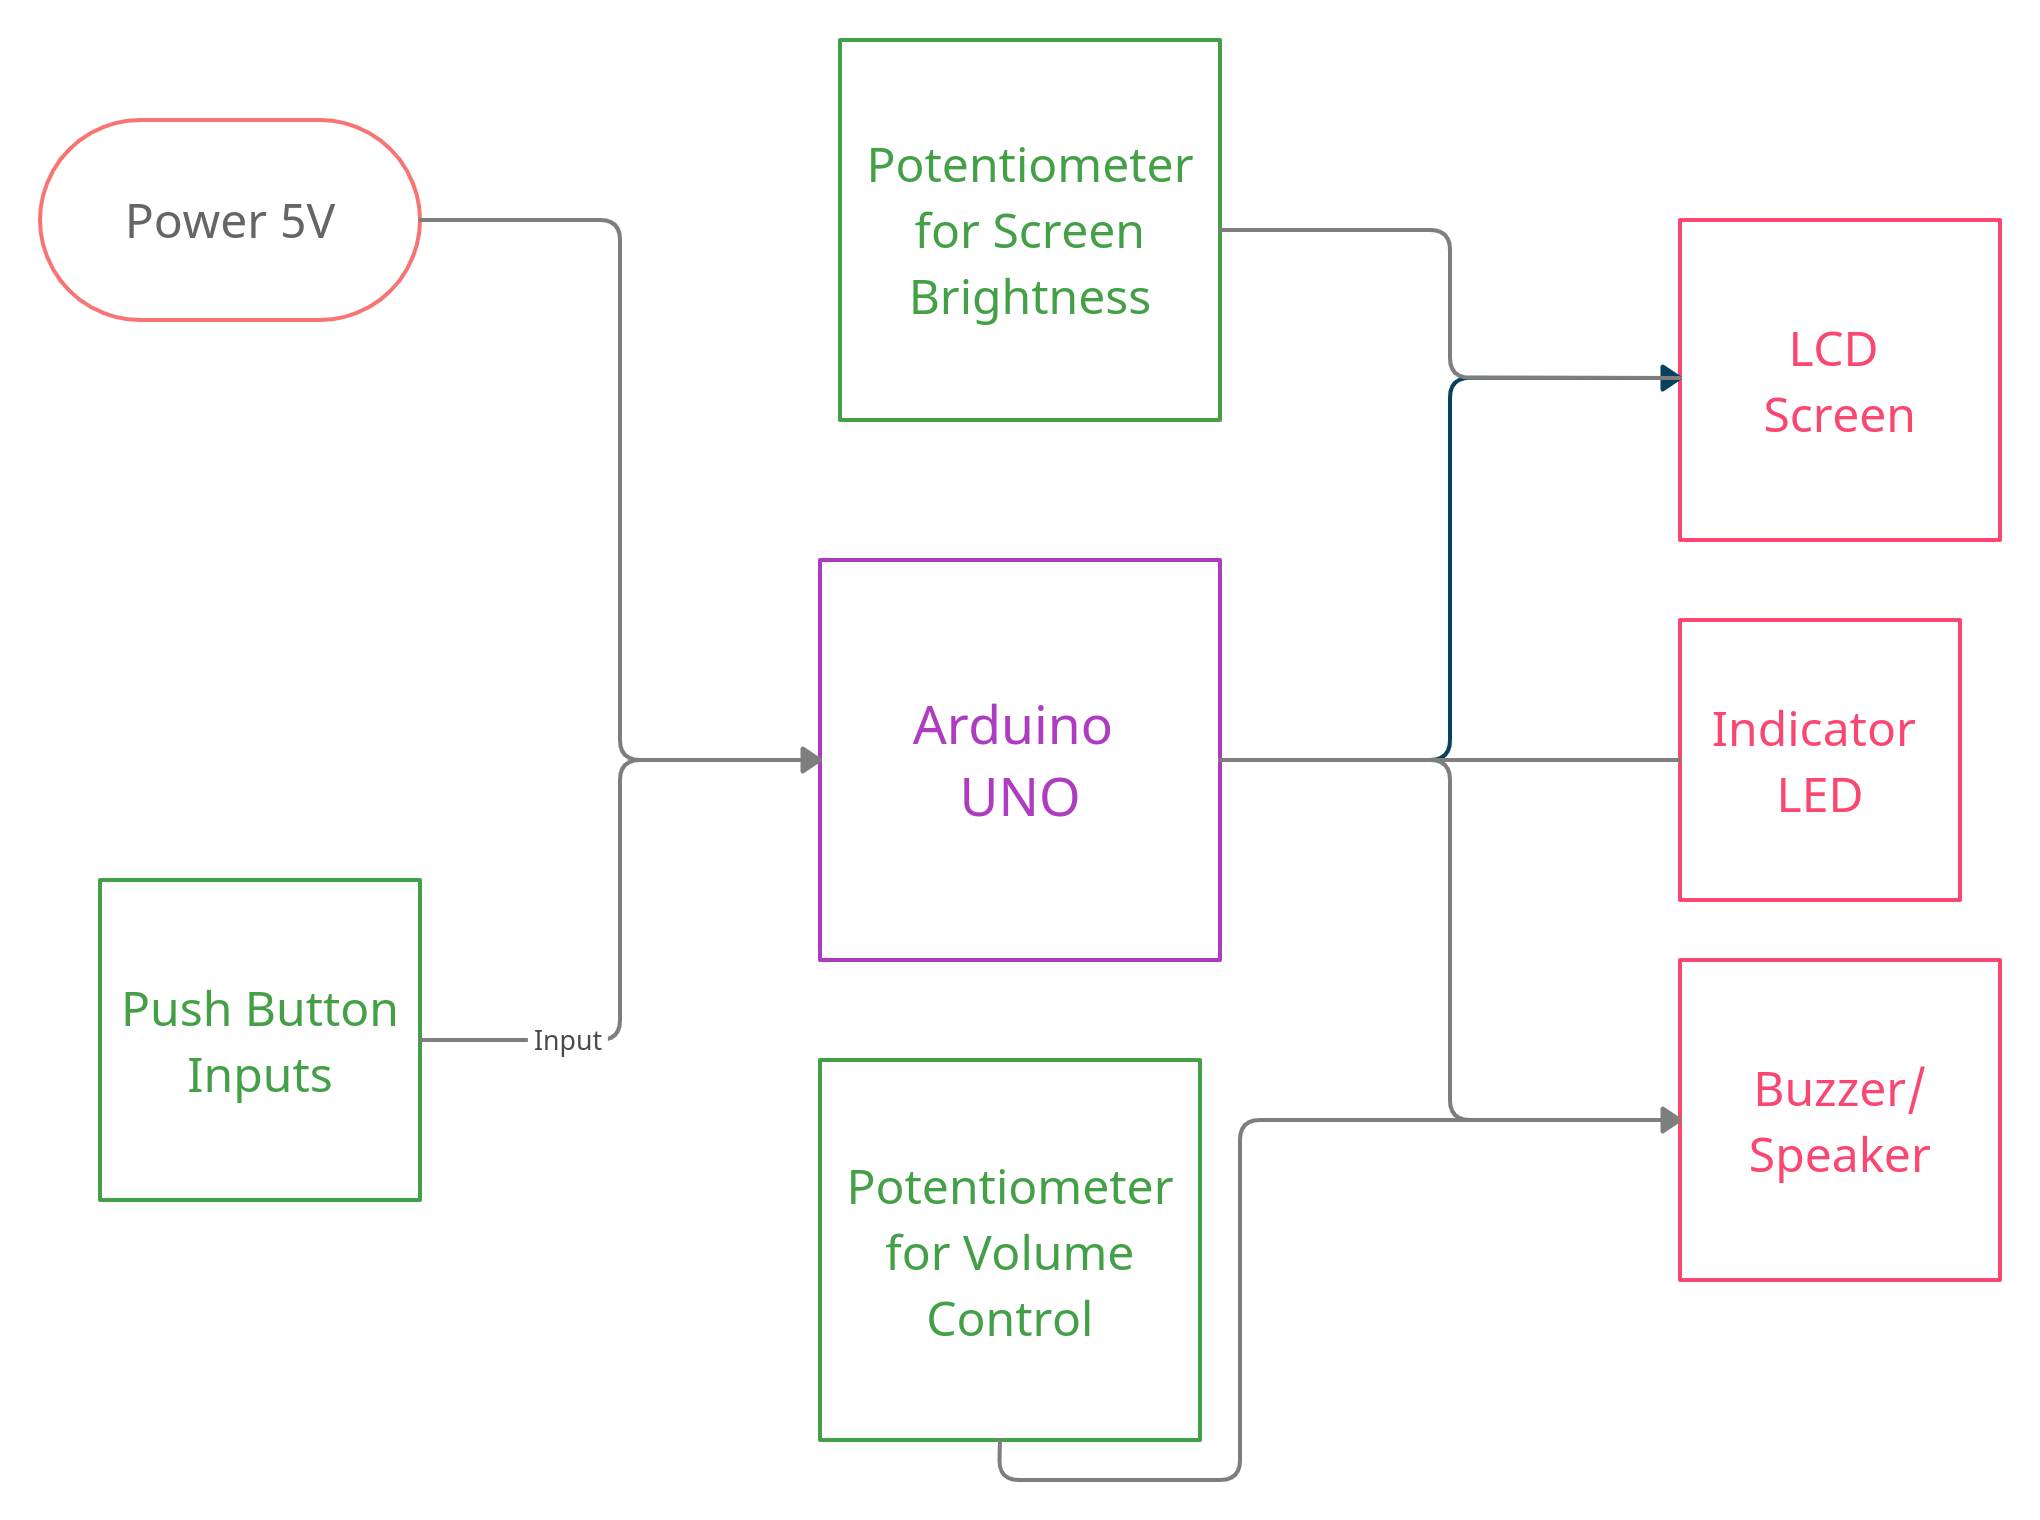 Power 5V
Potentiometer
for Screen
Brightness
LCD
Screen
Arduino
UNO
Indicator
LED
Push Button
Inputs
Input
Potentiometer
for Volume
Control
Buzzer/
Speaker